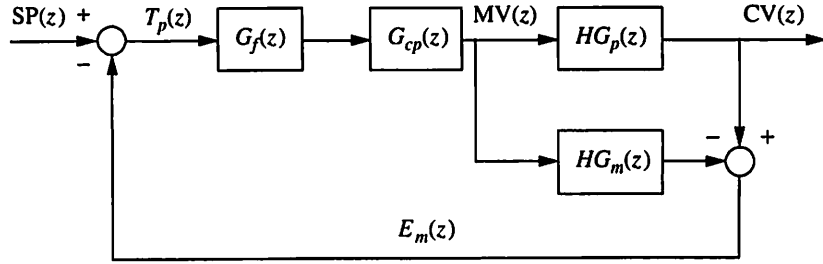 SP(z) + T_p(z) G_f(z) G_cp(z) MV(z) HG_p(z) CV(z)
−
HG_m(z) − +
E_m(z)